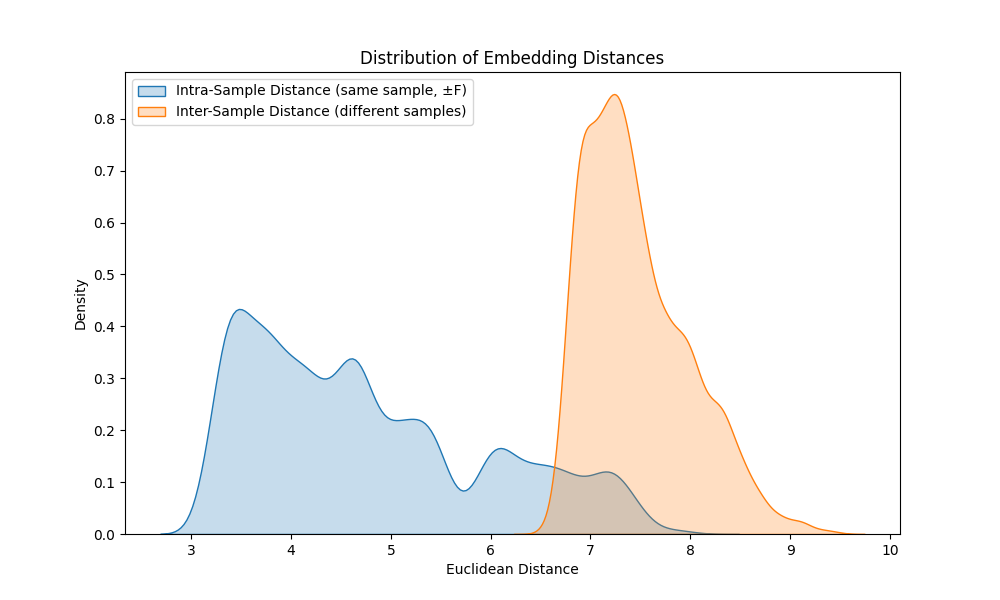 Distribution of Embedding Distances
Intra-Sample Distance (same sample, ±F)
Inter-Sample Distance (different samples)
Density
0.8
0.7
0.6
0.5
0.4
0.3
0.2
0.1
0.0
3 4 5 6 7 8 9 10
Euclidean Distance